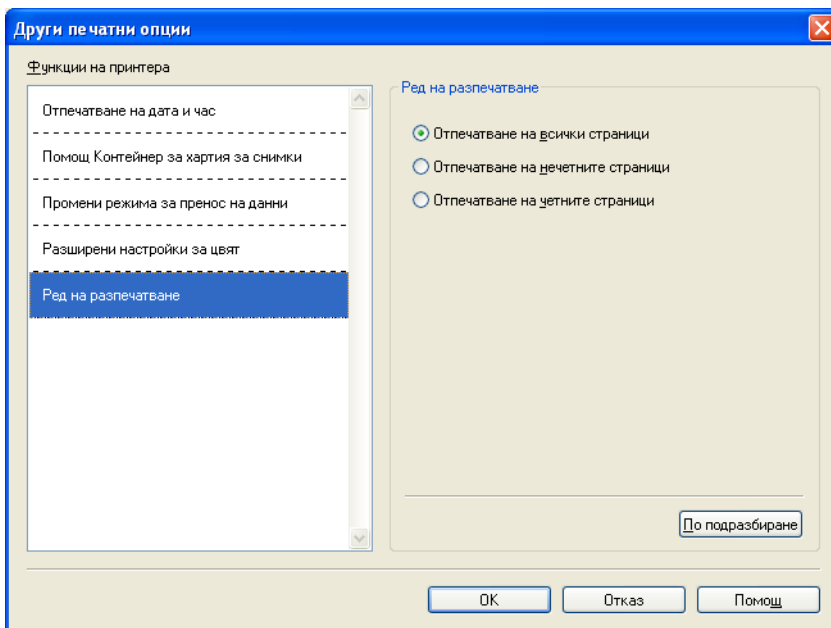 Други печатни опции
Функции на принтера
Отпечатване на дата и час
Помощ Контейнер за хартия за снимки
Промени режима за пренос на данни
Разширени настройки за цвят
Ред на разпечатване
Ред на разпечатване
Отпечатване на всички страници
Отпечатване на нечетните страници
Отпечатване на четните страници
По подразбиране
OK
Отказ
Помощ